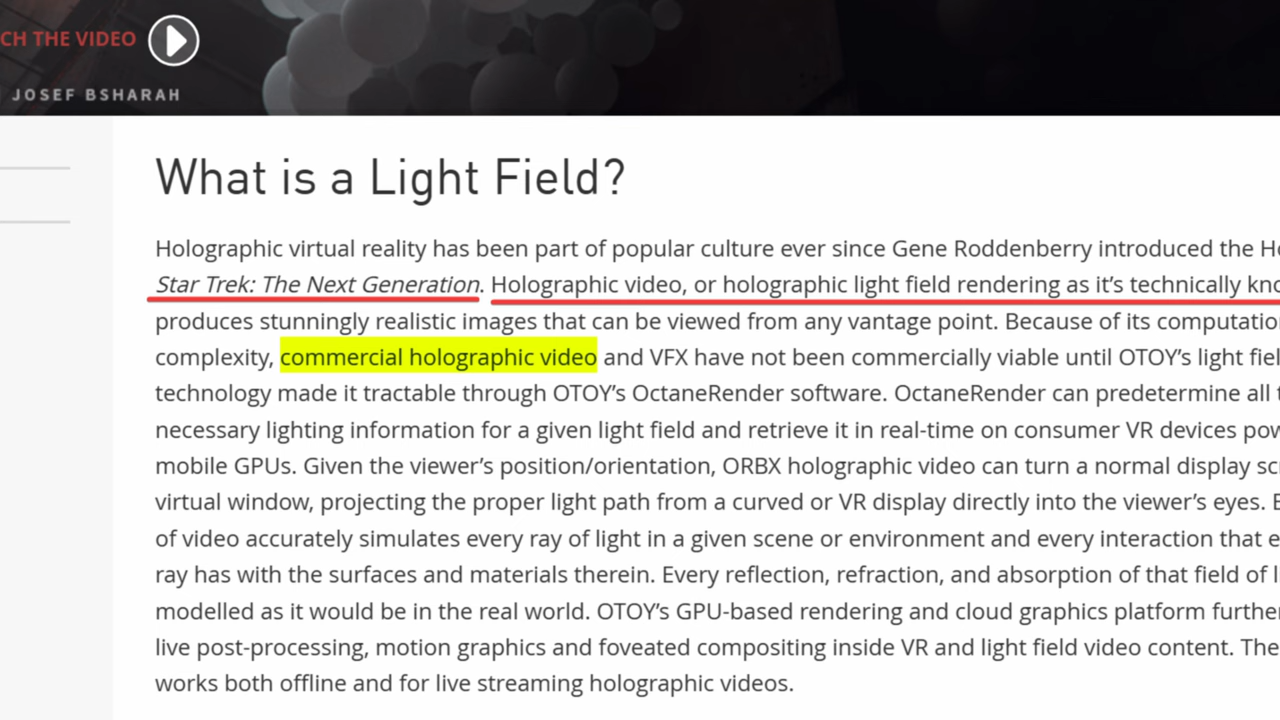 CH THE VIDEO
JOSEF BSHARAH
What is a Light Field?
Holographic virtual reality has been part of popular culture ever since Gene Roddenberry introduced the
Star Trek: The Next Generation. Holographic video, or holographic light field rendering as it’s technically
produces stunningly realistic images that can be viewed from any vantage point. Because of its
complexity, commercial holographic video and VFX have not been commercially viable until OTOY’s light
technology made it tractable through OTOY’s OctaneRender software. OctaneRender can predetermine all
necessary lighting information for a given light field and retrieve it in real-time on consumer VR devices
mobile GPUs. Given the viewer’s position/orientation, ORBX holographic video can turn a normal display
virtual window, projecting the proper light path from a curved or VR display directly into the viewer’s eyes.
of video accurately simulates every ray of light in a given scene or environment and every interaction that
ray has with the surfaces and materials therein. Every reflection, refraction, and absorption of that field of
modelled as it would be in the real world. OTOY’s GPU-based rendering and cloud graphics platform
live post-processing, motion graphics and foveated compositing inside VR and light field video content.
works both offline and for live streaming holographic videos.